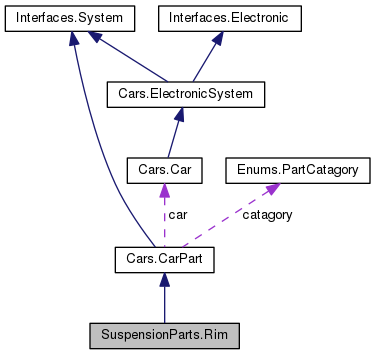 Interfaces.System
Interfaces.Electronic
Cars.ElectronicSystem
Cars.Car
Enums.PartCatagory
car
catagory
Cars.CarPart
SuspensionParts.Rim